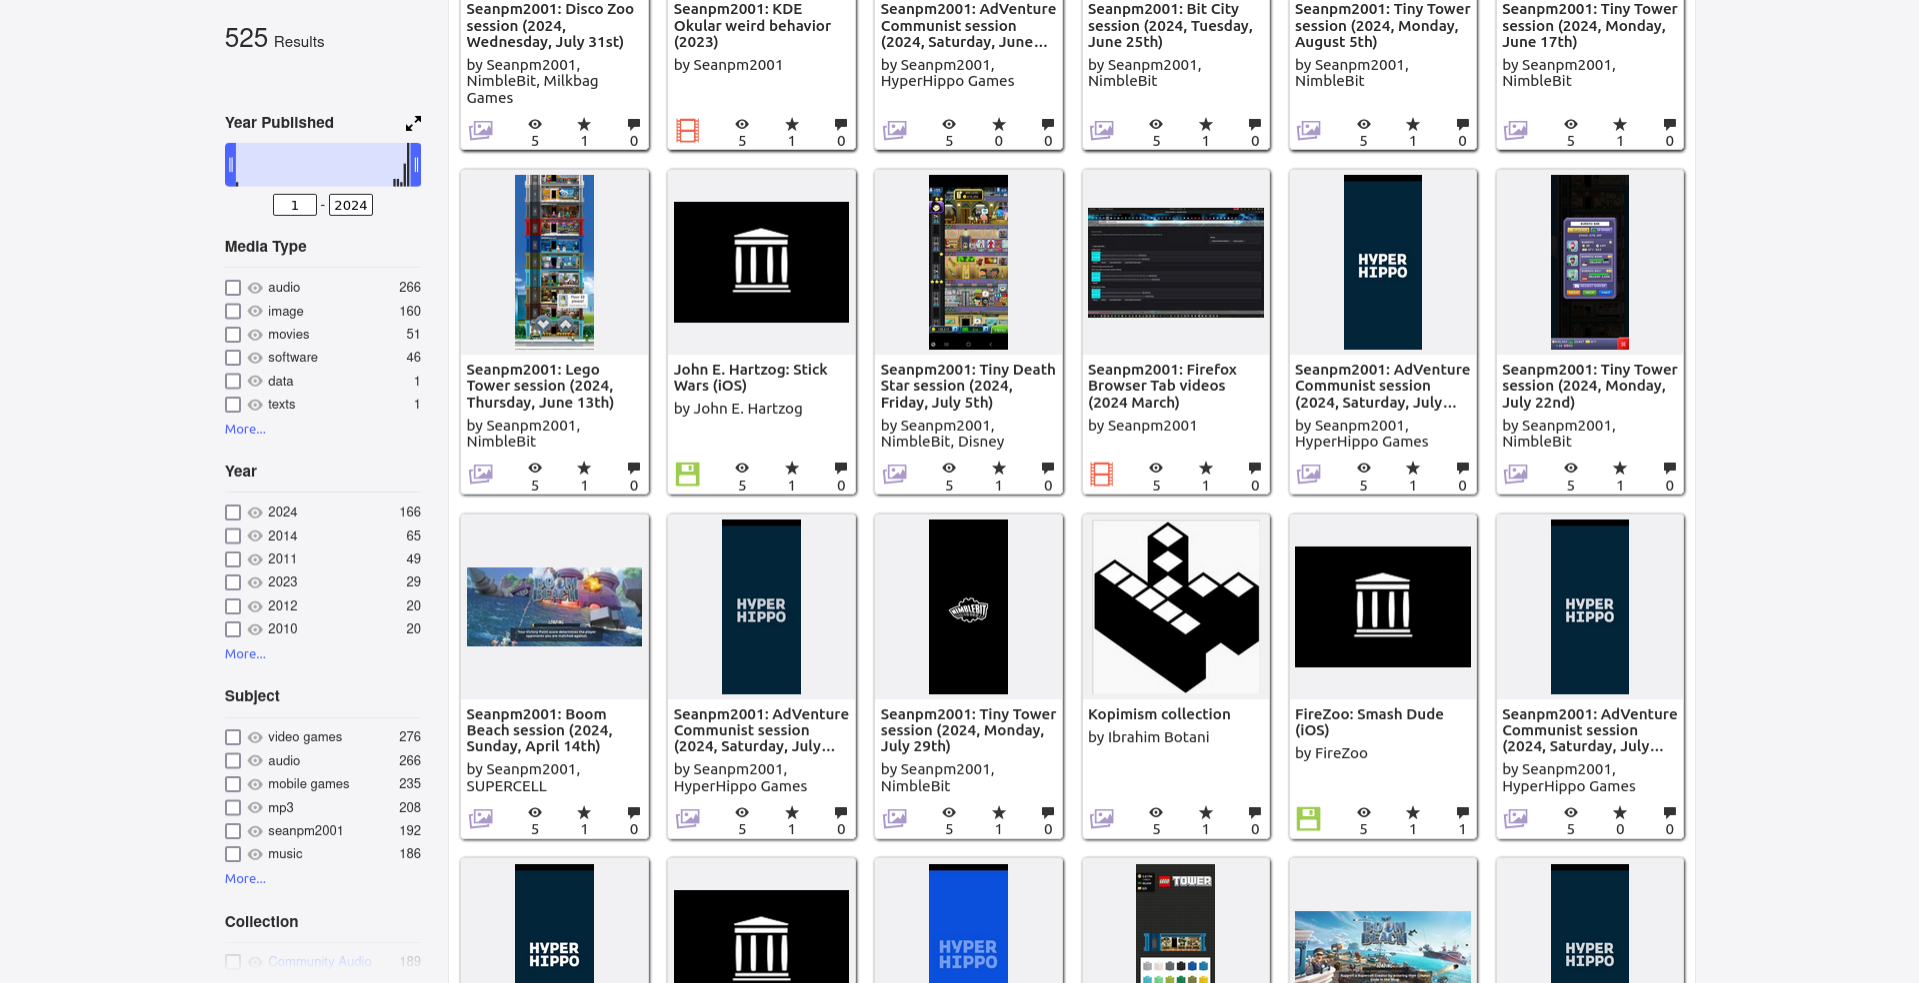 525 Results
Year Published
1 - 2024
Media Type
audio 266
image 160
movies 51
software 46
data 1
texts 1
More...
Year
2024 166
2014 65
2011 49
2023 29
2012 20
2010 20
More...
Subject
video games 276
audio 266
mobile games 235
mp3 208
seanpm2001 192
music 186
More...
Collection
Community Audio 189
Seanpm2001: Disco Zoo
session (2024,
Wednesday, July 31st)
by Seanpm2001,
NimbleBit, Milkbag
Games
5 1 0
Seanpm2001: KDE
Okular weird behavior
(2023)
by Seanpm2001
5 1 0
Seanpm2001: AdVenture
Communist session
(2024, Saturday, June...
by Seanpm2001,
HyperHippo Games
5 0 0
Seanpm2001: Bit City
session (2024, Tuesday,
June 25th)
by Seanpm2001,
NimbleBit
5 1 0
Seanpm2001: Tiny Tower
session (2024, Monday,
August 5th)
by Seanpm2001,
NimbleBit
5 1 0
Seanpm2001: Tiny Tower
session (2024, Monday,
June 17th)
by Seanpm2001,
NimbleBit
5 1 0
Seanpm2001: Lego
Tower session (2024,
Thursday, June 13th)
by Seanpm2001,
NimbleBit
5 1 0
John E. Hartzog: Stick
Wars (iOS)
by John E. Hartzog
5 1 0
Seanpm2001: Tiny Death
Star session (2024,
Friday, July 5th)
by Seanpm2001,
NimbleBit, Disney
5 1 0
Seanpm2001: Firefox
Browser Tab videos
(2024 March)
by Seanpm2001
5 1 0
HYPER
HIPPO
Seanpm2001: AdVenture
Communist session
(2024, Saturday, July...
by Seanpm2001,
HyperHippo Games
5 1 0
Seanpm2001: Tiny Tower
session (2024, Monday,
July 22nd)
by Seanpm2001,
NimbleBit
5 1 0
BOOM
BEACH
Seanpm2001: Boom
Beach session (2024,
Sunday, April 14th)
by Seanpm2001,
SUPERCELL
5 1 0
HYPER
HIPPO
Seanpm2001: AdVenture
Communist session
(2024, Saturday, July...
by Seanpm2001,
HyperHippo Games
5 1 0
NIMBLEBIT
Seanpm2001: Tiny Tower
session (2024, Monday,
July 29th)
by Seanpm2001,
NimbleBit
5 1 0
Kopimism collection
by Ibrahim Botani
5 1 0
FireZoo: Smash Dude
(iOS)
by FireZoo
5 1 1
HYPER
HIPPO
Seanpm2001: AdVenture
Communist session
(2024, Saturday, July...
by Seanpm2001,
HyperHippo Games
5 0 0
HYPER
HIPPO
HYPER
HIPPO
LEGO TOWER
BOOM
BEACH
HYPER
HIPPO